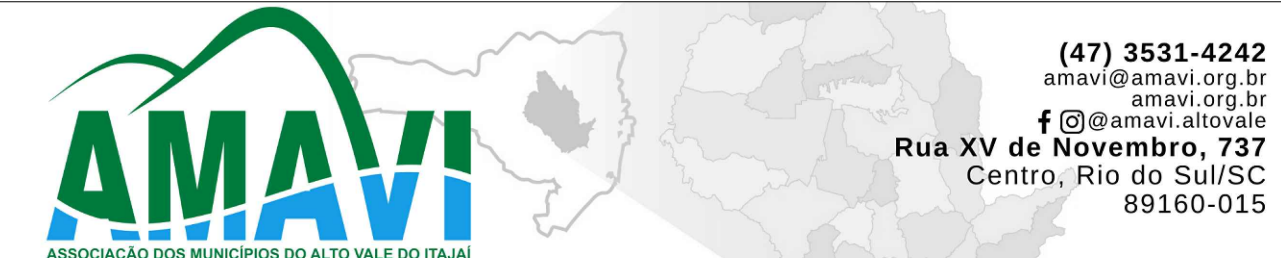 AMAVI
ASSOCIAÇÃO DOS MUNICÍPIOS DO ALTO VALE DO ITAJAÍ
(47) 3531-4242
amavi@amavi.org.br
amavi.org.br
@amavi.altovale
Rua XV de Novembro, 737
Centro, Rio do Sul/SC
89160-015